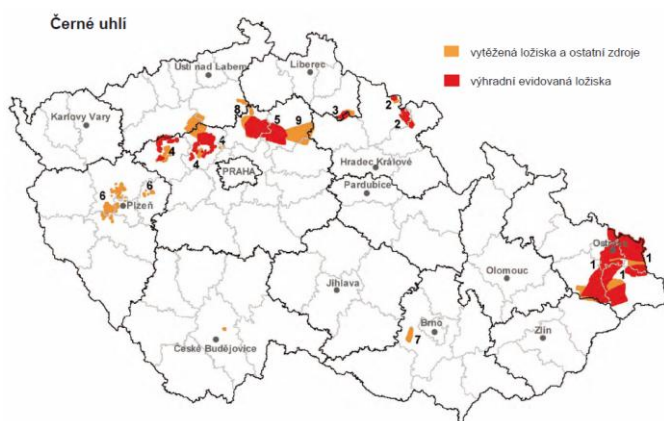 Černé uhlí
vytěžená ložiska a ostatní zdroje
výhradní evidovaná ložiska
Ústí nad Labem
Liberec
Karlovy Vary
8
5
9
3
2
2
4
4
4
PRAHA
Hradec Králové
Pardubice
6
6
Plzeň
Ostrava
1
1
1
Olomouc
Jihlava
Brno
7
Zlín
České Budějovice